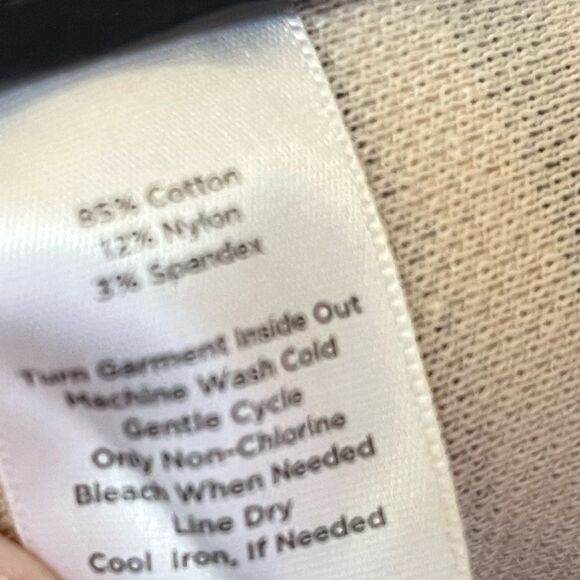 85% Cotton
12% Nylon
3% Spandex
Turn Garment Inside Out
Machine Wash Cold
Gentle Cycle
Only Non-Chlorine
Bleach When Needed
Line Dry
Cool Iron, If Needed